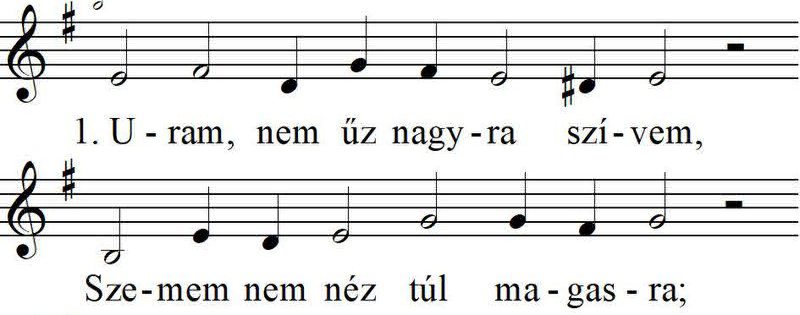 1. U - ram, nem űz nagy - ra szí - vem,
Sze - mem nem néz túl ma - gas - ra;